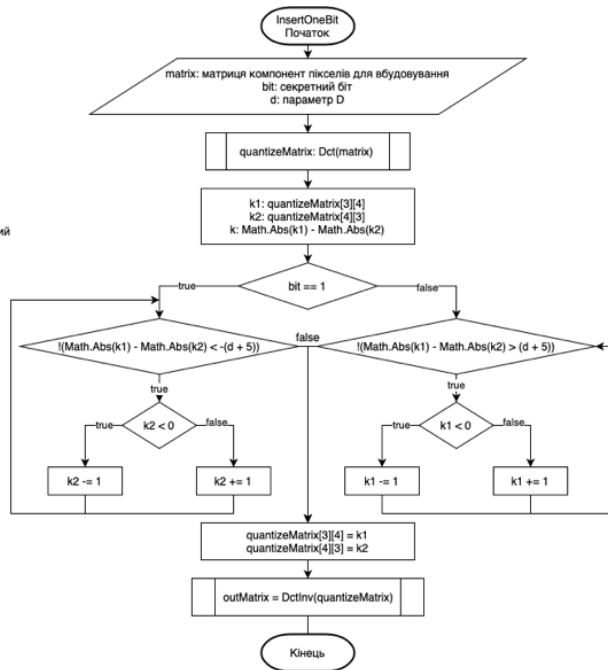 InsertOneBit
Початок
matrix: матриця компонент пікселів для вбудовування
bit: секретний біт
d: параметр D
quantizeMatrix: Dct(matrix)
k1: quantizeMatrix[3][4]
k2: quantizeMatrix[4][3]
k: Math.Abs(k1) - Math.Abs(k2)
ий
true
bit == 1
false
!(Math.Abs(k1) - Math.Abs(k2) < -(d + 5))
false
!(Math.Abs(k1) - Math.Abs(k2) > (d + 5))
true
true
true
k2 < 0
false
true
k1 < 0
false
k2 -= 1
k2 += 1
k1 -= 1
k1 += 1
quantizeMatrix[3][4] = k1
quantizeMatrix[4][3] = k2
outMatrix = DctInv(quantizeMatrix)
Кінець